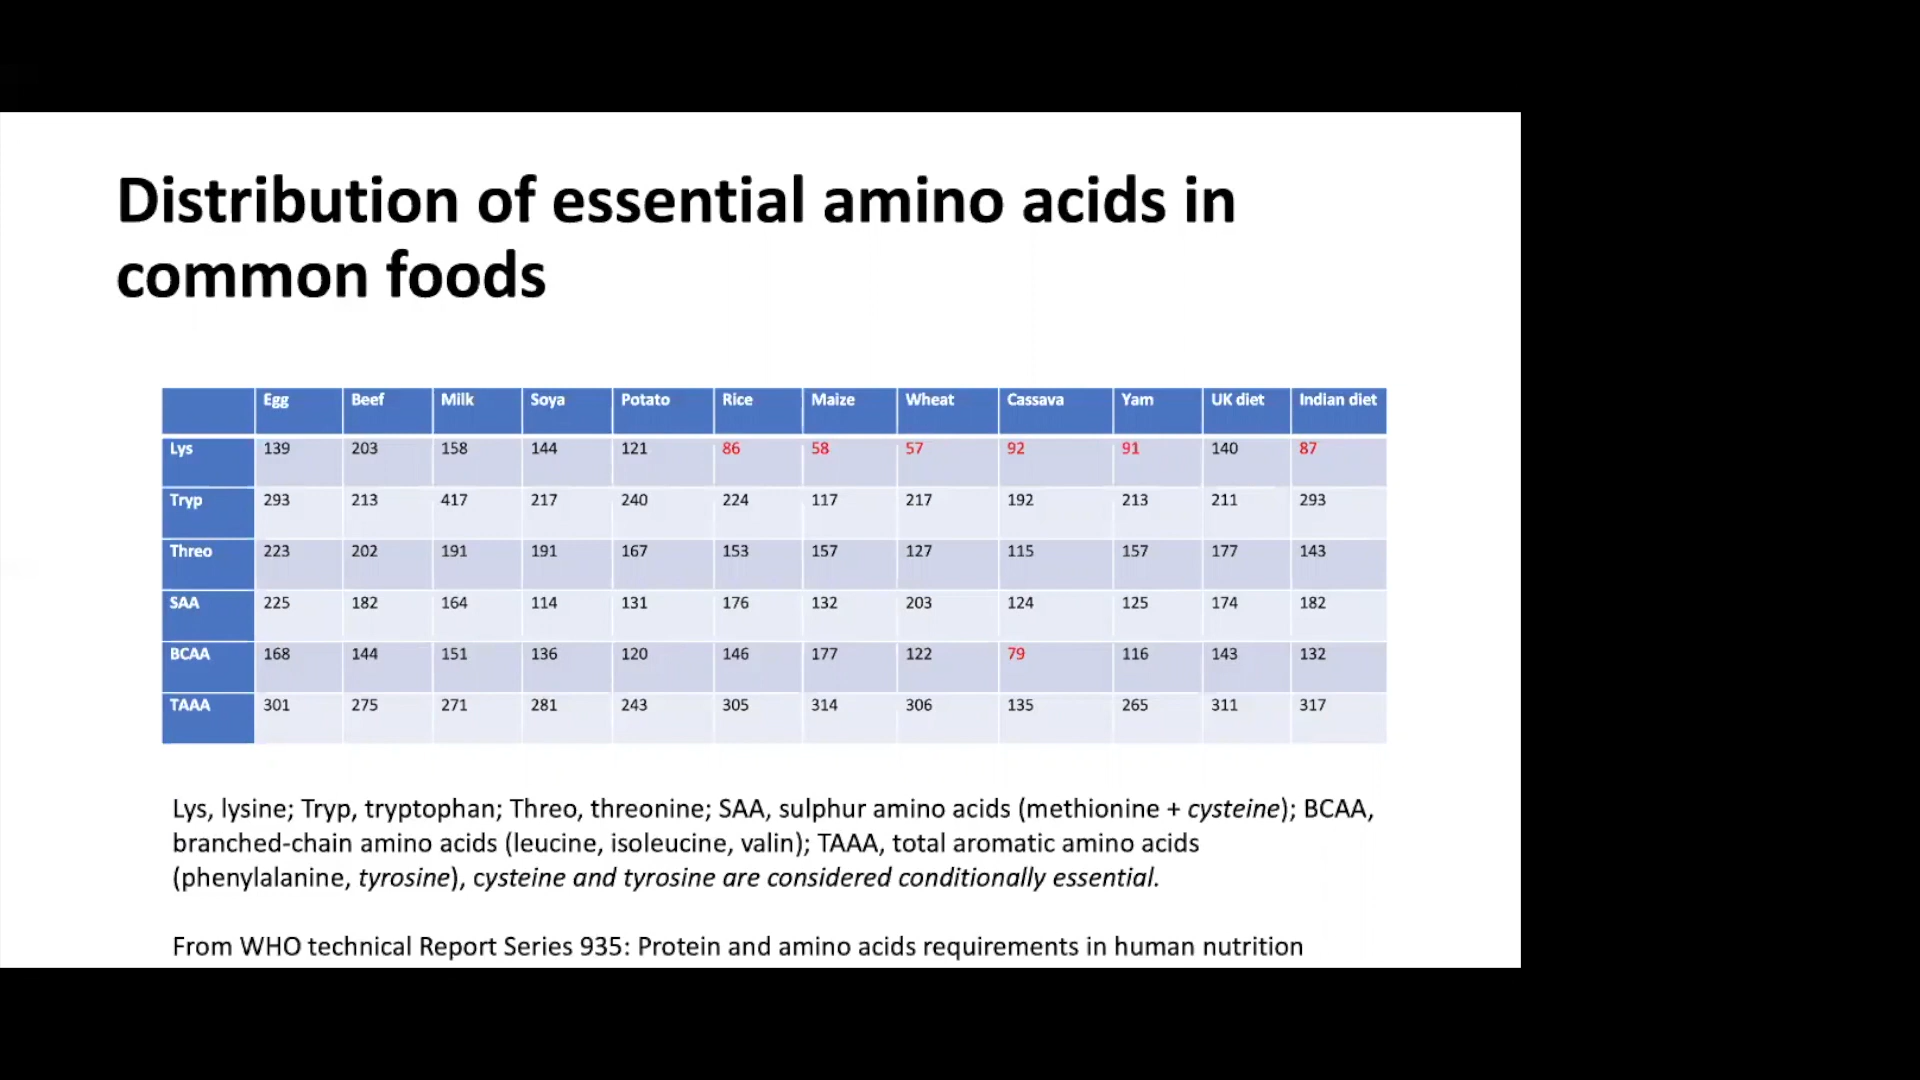 Distribution of essential amino acids in
common foods
Egg Beef Milk Soya Potato Rice Maize Wheat Cassava Yam UK diet Indian diet
Lys 139 203 158 144 121 86 58 57 92 91 140 87
Tryp 293 213 417 217 240 224 117 217 192 213 211 293
Threo 223 202 191 191 167 153 157 127 115 157 177 143
SAA 225 182 164 114 131 176 132 203 124 125 174 182
BCAA 168 144 151 136 120 146 177 122 79 116 143 132
TAAA 301 275 271 281 243 305 314 306 135 265 311 317
Lys, lysine; Tryp, tryptophan; Threo, threonine; SAA, sulphur amino acids (methionine + cysteine); BCAA,
branched-chain amino acids (leucine, isoleucine, valin); TAAA, total aromatic amino acids
(phenylalanine, tyrosine), cysteine and tyrosine are considered conditionally essential.
From WHO technical Report Series 935: Protein and amino acids requirements in human nutrition